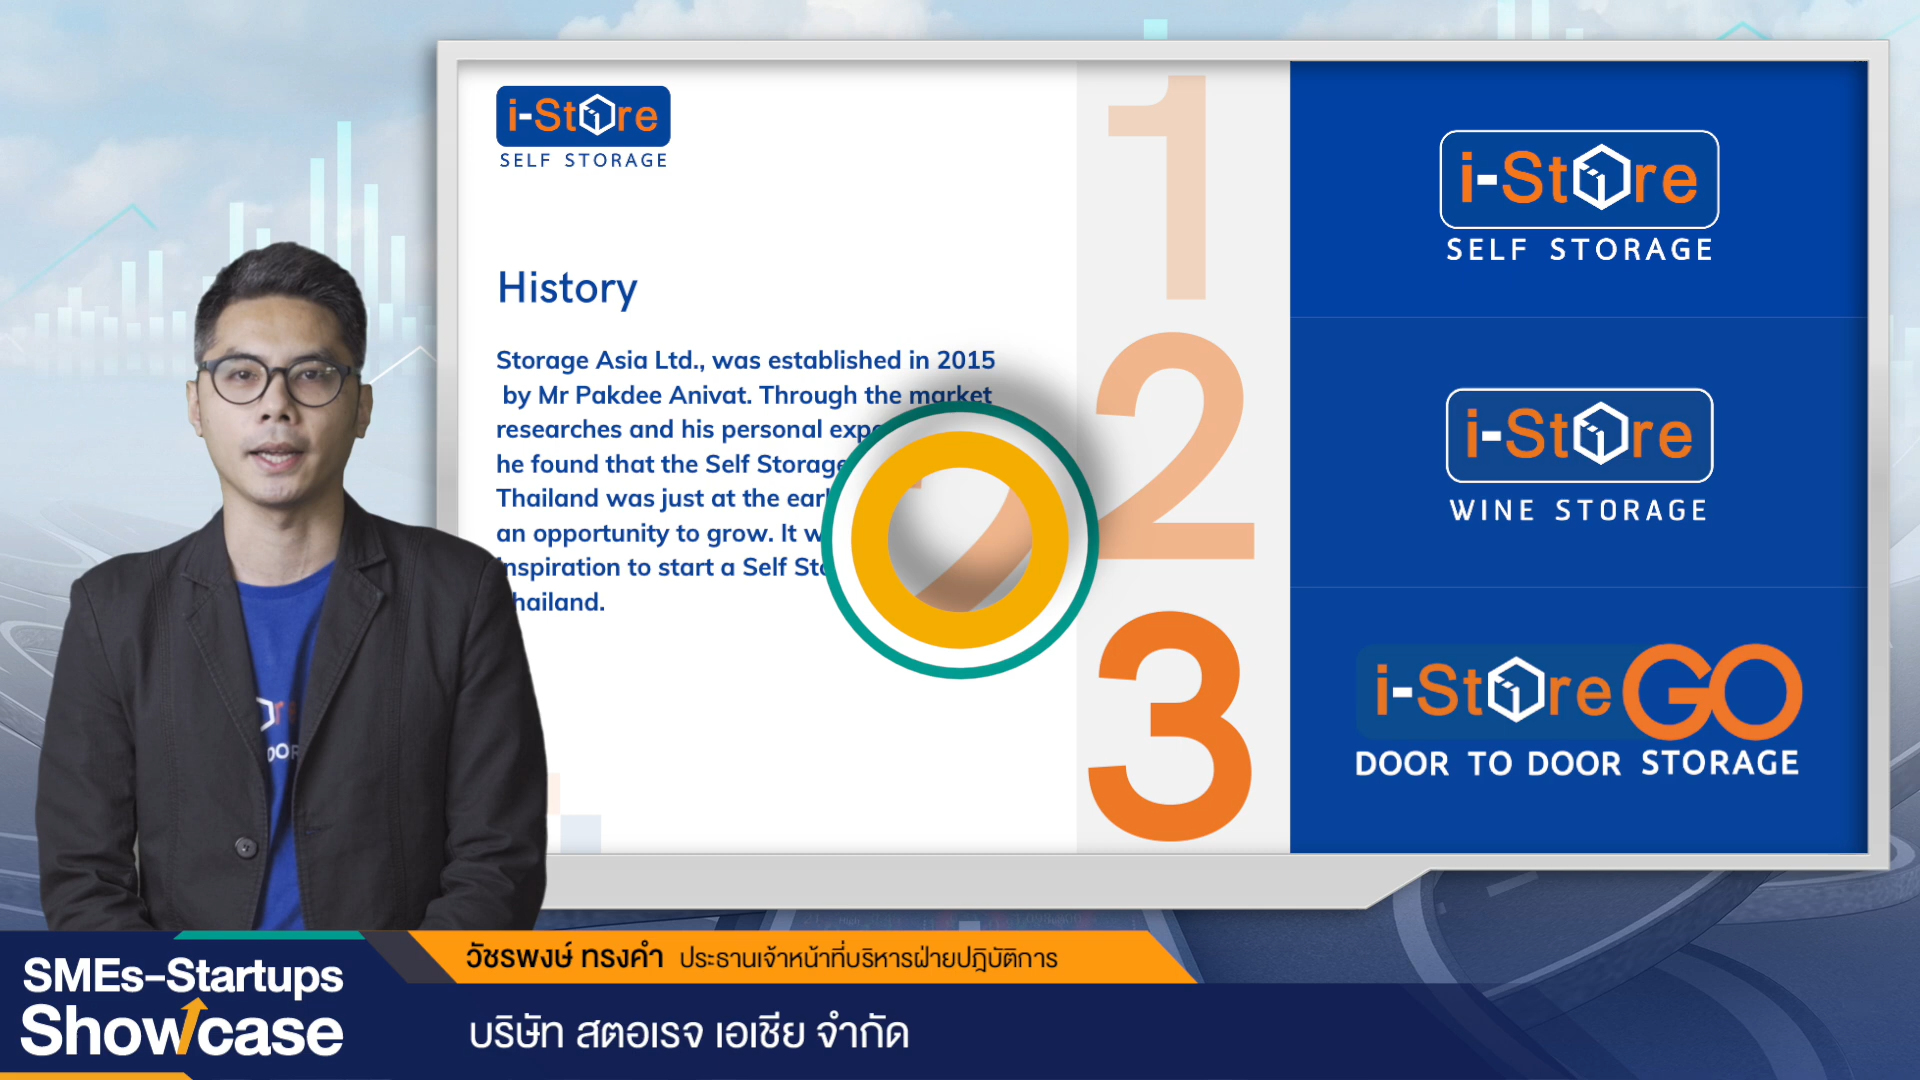 i-Store
SELF STORAGE
History
Storage Asia Ltd., was established in 2015
by Mr Pakdee Anivat. Through the market
researches and his personal
he found that the Self Storage
Thailand was just at the
an opportunity to grow. It
inspiration to start a Self
Thailand.
1
2
3
i-Store
SELF STORAGE
i-Store
WINE STORAGE
i-Store GO
DOOR TO DOOR STORAGE
SMEs-Startups
Showcase
วัชรพงษ์ ทรงคำ ประธานเจ้าหน้าที่บริหารฝ่ายปฏิบัติการ
บริษัท สตอเรจ เอเชีย จำกัด